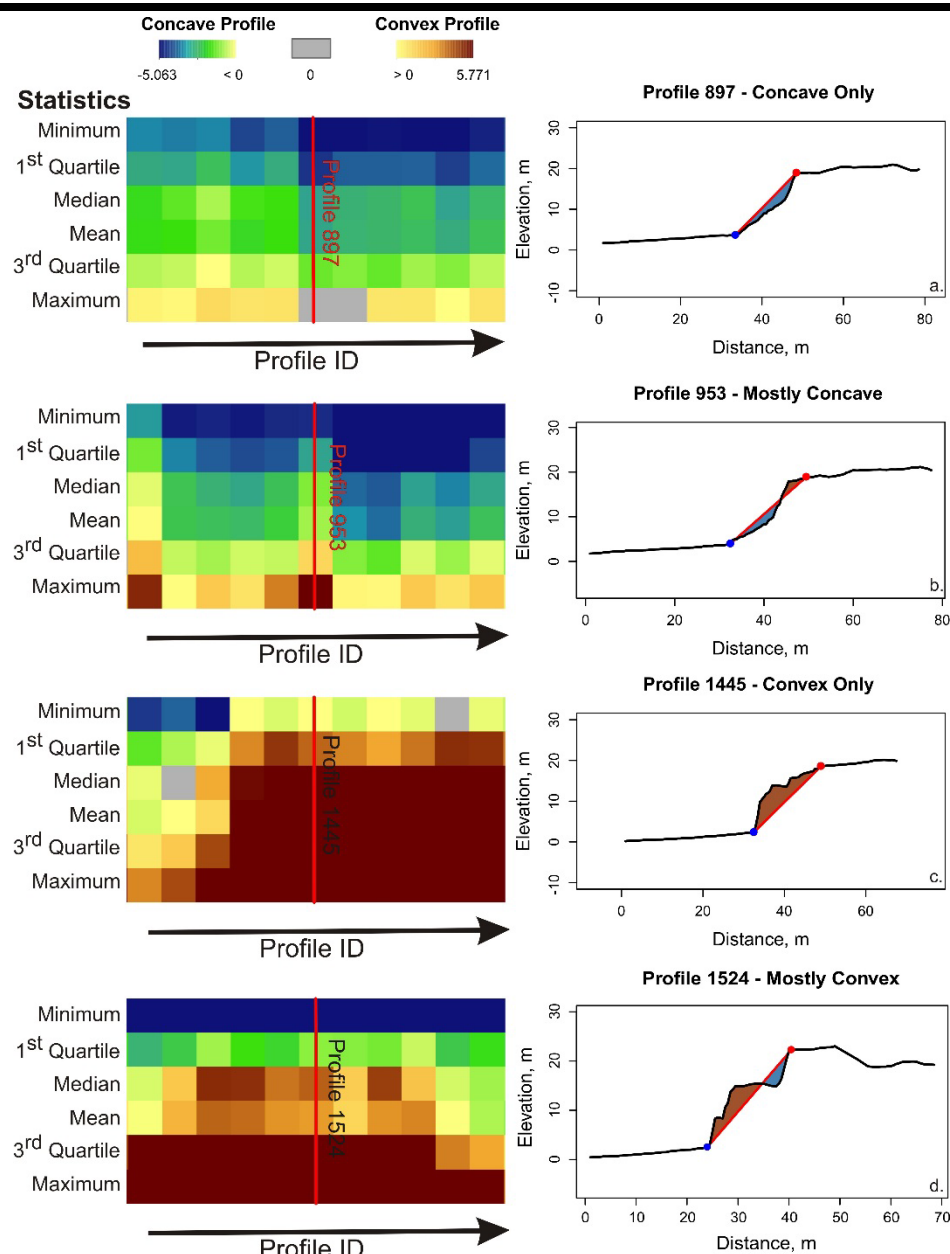 Concave Profile
Convex Profile
-5.063
< 0
0
> 0
5.771
Statistics
Minimum
1st Quartile
Median
Mean
3rd Quartile
Maximum
Profile 897
Profile ID
Profile 897 - Concave Only
Elevation, m
30
20
10
0
-10
0
20
40
60
80
Distance, m
a.
Minimum
1st Quartile
Median
Mean
3rd Quartile
Maximum
Profile 953
Profile ID
Profile 953 - Mostly Concave
Elevation, m
30
20
10
0
0
20
40
60
80
Distance, m
b.
Minimum
1st Quartile
Median
Mean
3rd Quartile
Maximum
Profile 1445
Profile ID
Profile 1445 - Convex Only
Elevation, m
30
20
10
0
-10
0
20
40
60
Distance, m
c.
Minimum
1st Quartile
Median
Mean
3rd Quartile
Maximum
Profile 1524
Profile ID
Profile 1524 - Mostly Convex
Elevation, m
30
20
10
0
0
10
20
30
40
50
60
70
Distance, m
d.